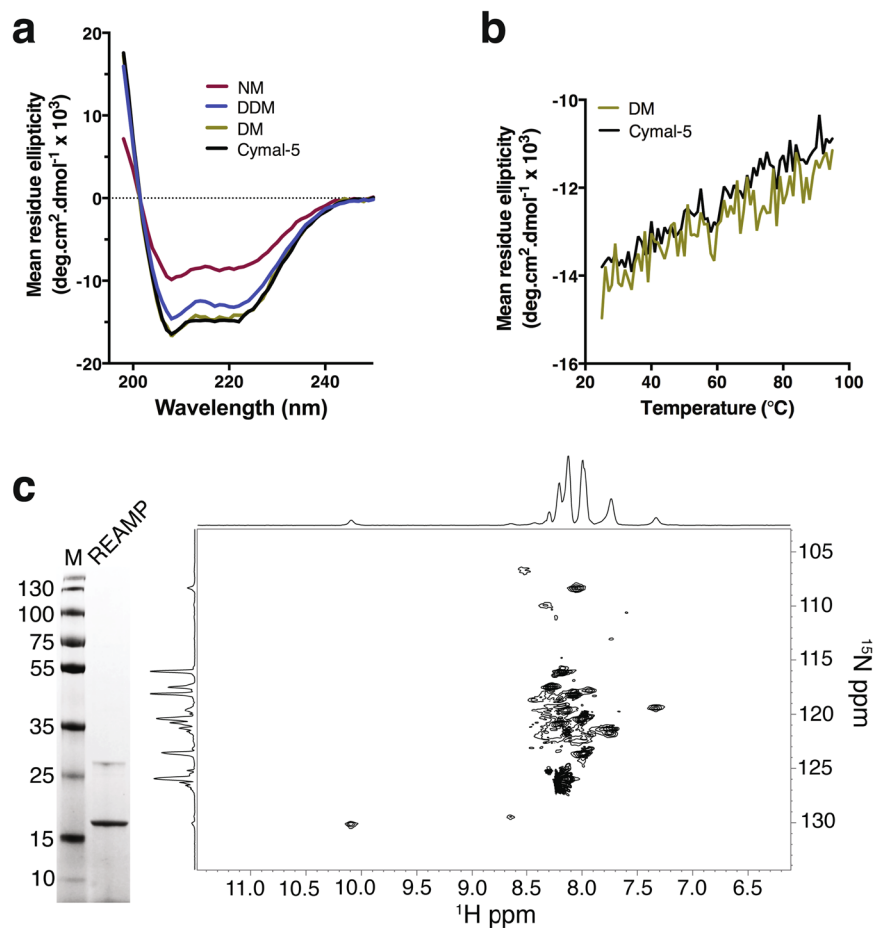 a
Mean residue ellipticity
(deg.cm².dmol⁻¹ x 10³)
20
10
0
-10
-20
NM
DDM
DM
Cymal-5
200
220
240
Wavelength (nm)
b
Mean residue ellipticity
(deg.cm².dmol⁻¹ x 10³)
-10
-12
-14
-16
DM
Cymal-5
20
40
60
80
100
Temperature (°C)
c
M
REAMP
130
100
75
55
35
25
15
10
105
110
115
120
125
130
¹⁵N ppm
11.0
10.5
10.0
9.5
9.0
8.5
8.0
7.5
7.0
6.5
¹H ppm